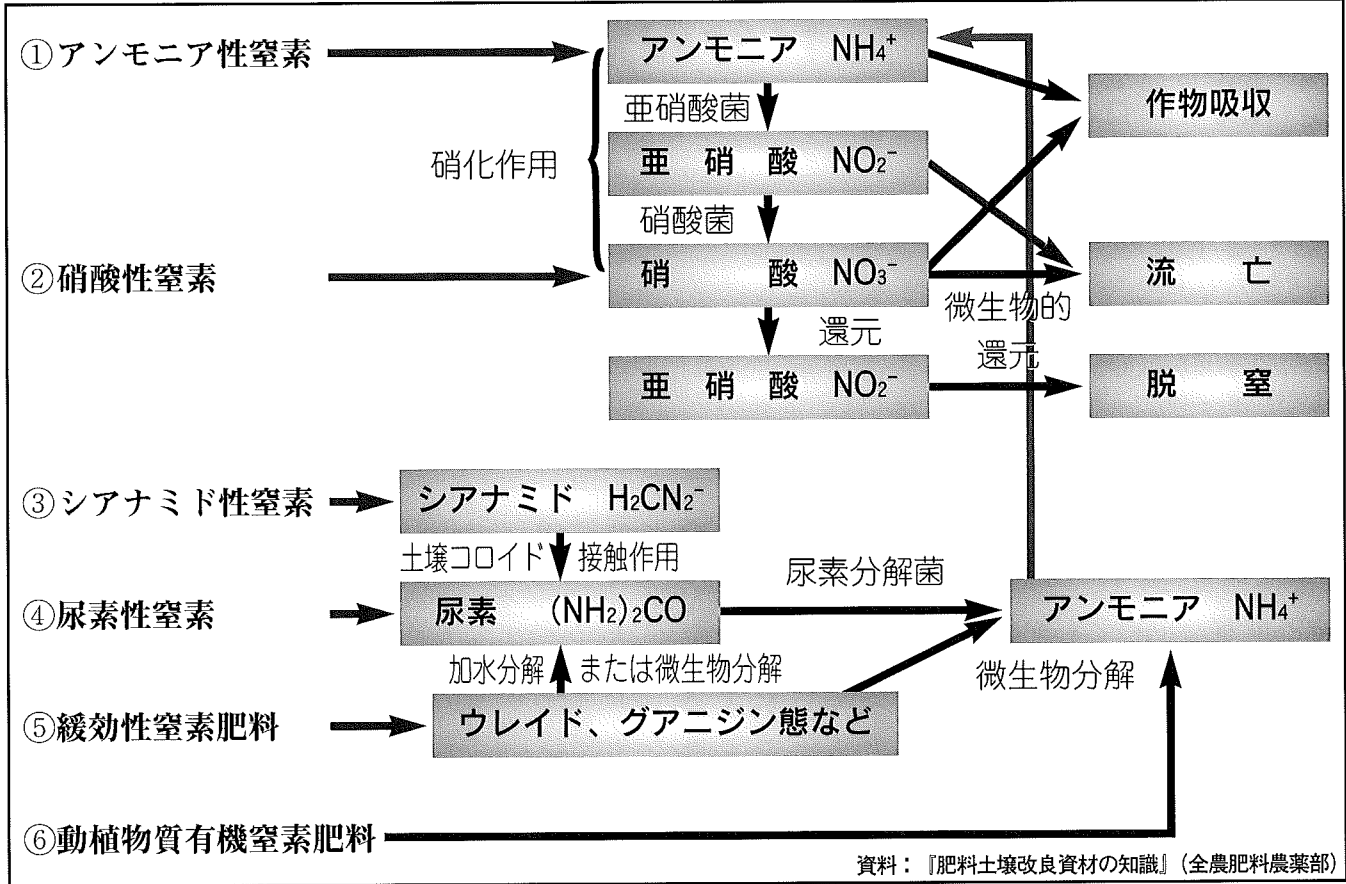 ①アンモニア性窒素
アンモニア NH₄⁺
亜硝酸菌
作物吸収
硝化作用
亜硝酸 NO₂⁻
硝酸菌
②硝酸性窒素
硝酸 NO₃⁻
流亡
微生物的
還元
還元
亜硝酸 NO₂⁻
脱窒
③シアナミド性窒素
シアナミド H₂CN₂⁻
土壌コロイド 接触作用
尿素分解菌
④尿素性窒素
尿素 (NH₂)₂CO
アンモニア NH₄⁺
加水分解 または微生物分解
微生物分解
⑤緩効性窒素肥料
ウレイド、グアニジン態など
⑥動植物質有機窒素肥料
資料:『肥料土壌改良資材の知識』(全農肥料農薬部)